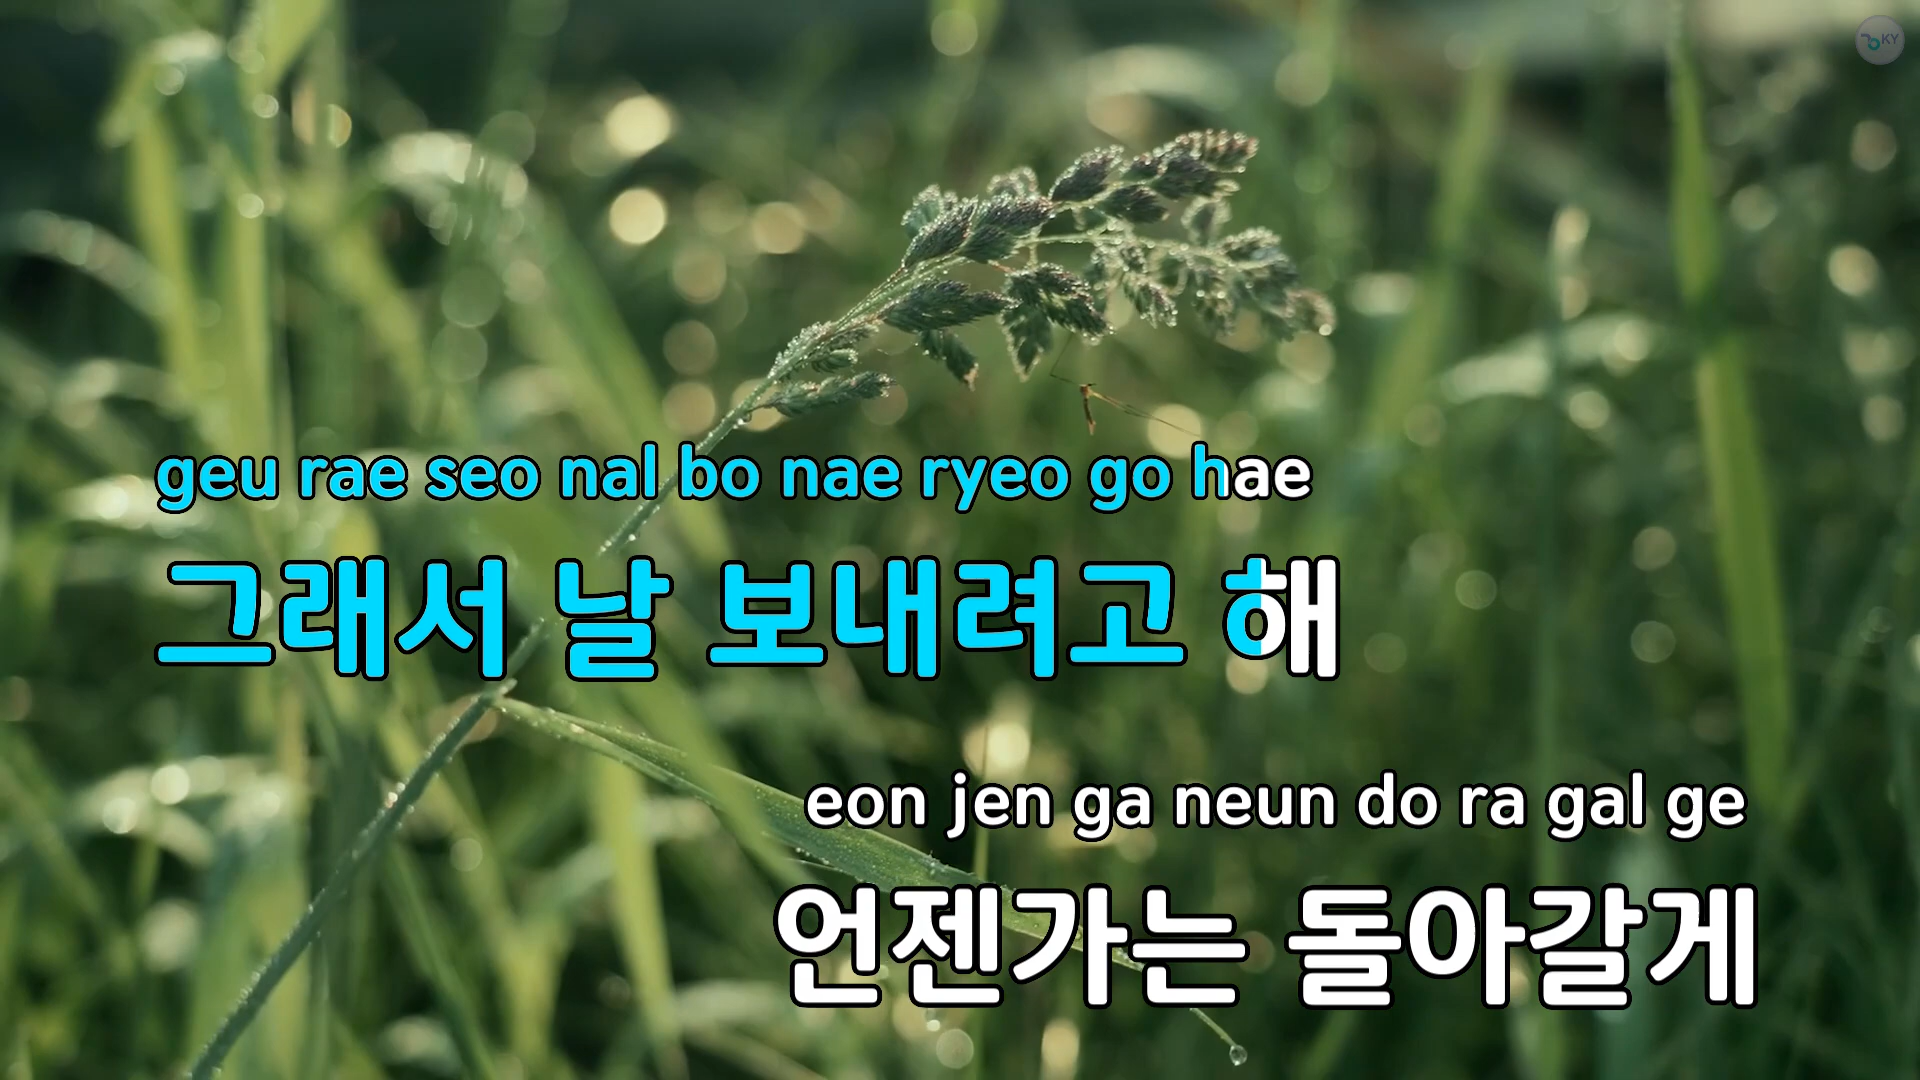 KY
geu rae seo nal bo nae ryeo go hae
그래서 날 보내려고 해
eon jen ga neun do ra gal ge
언젠가는 돌아갈게